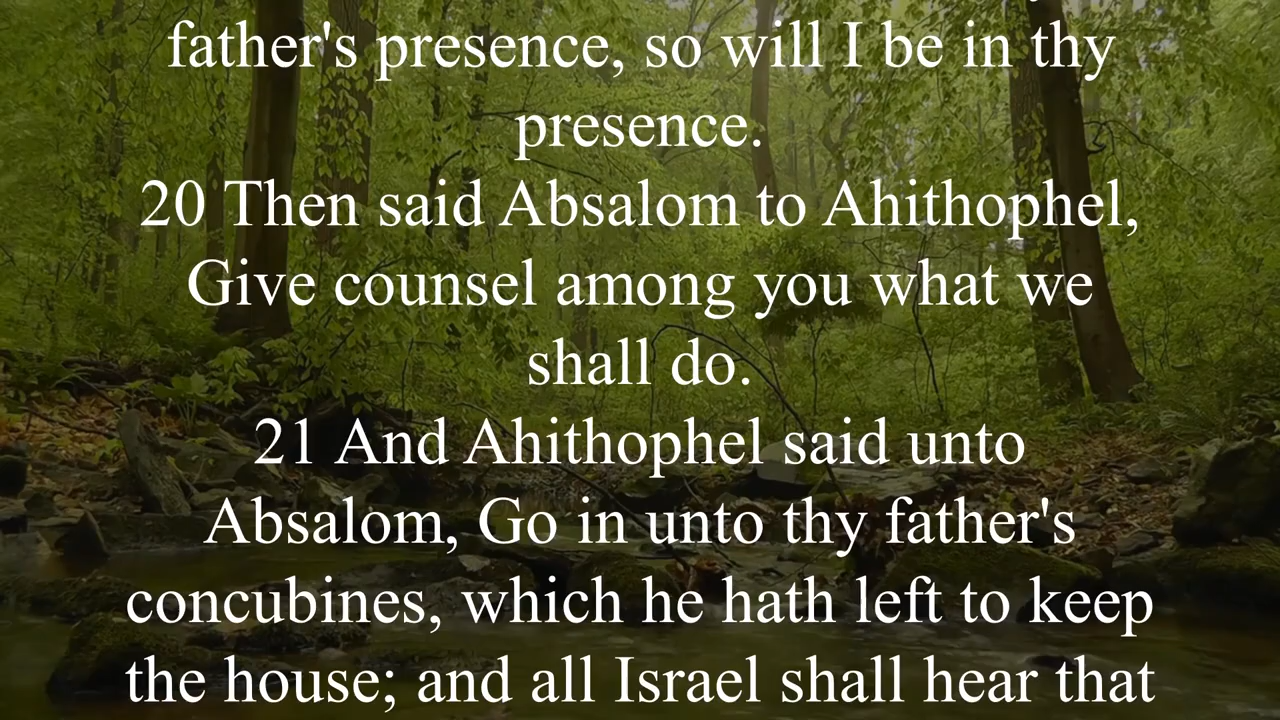 father's presence, so will I be in thy
presence.
20 Then said Absalom to Ahithophel,
Give counsel among you what we
shall do.
21 And Ahithophel said unto
Absalom, Go in unto thy father's
concubines, which he hath left to keep
the house; and all Israel shall hear that